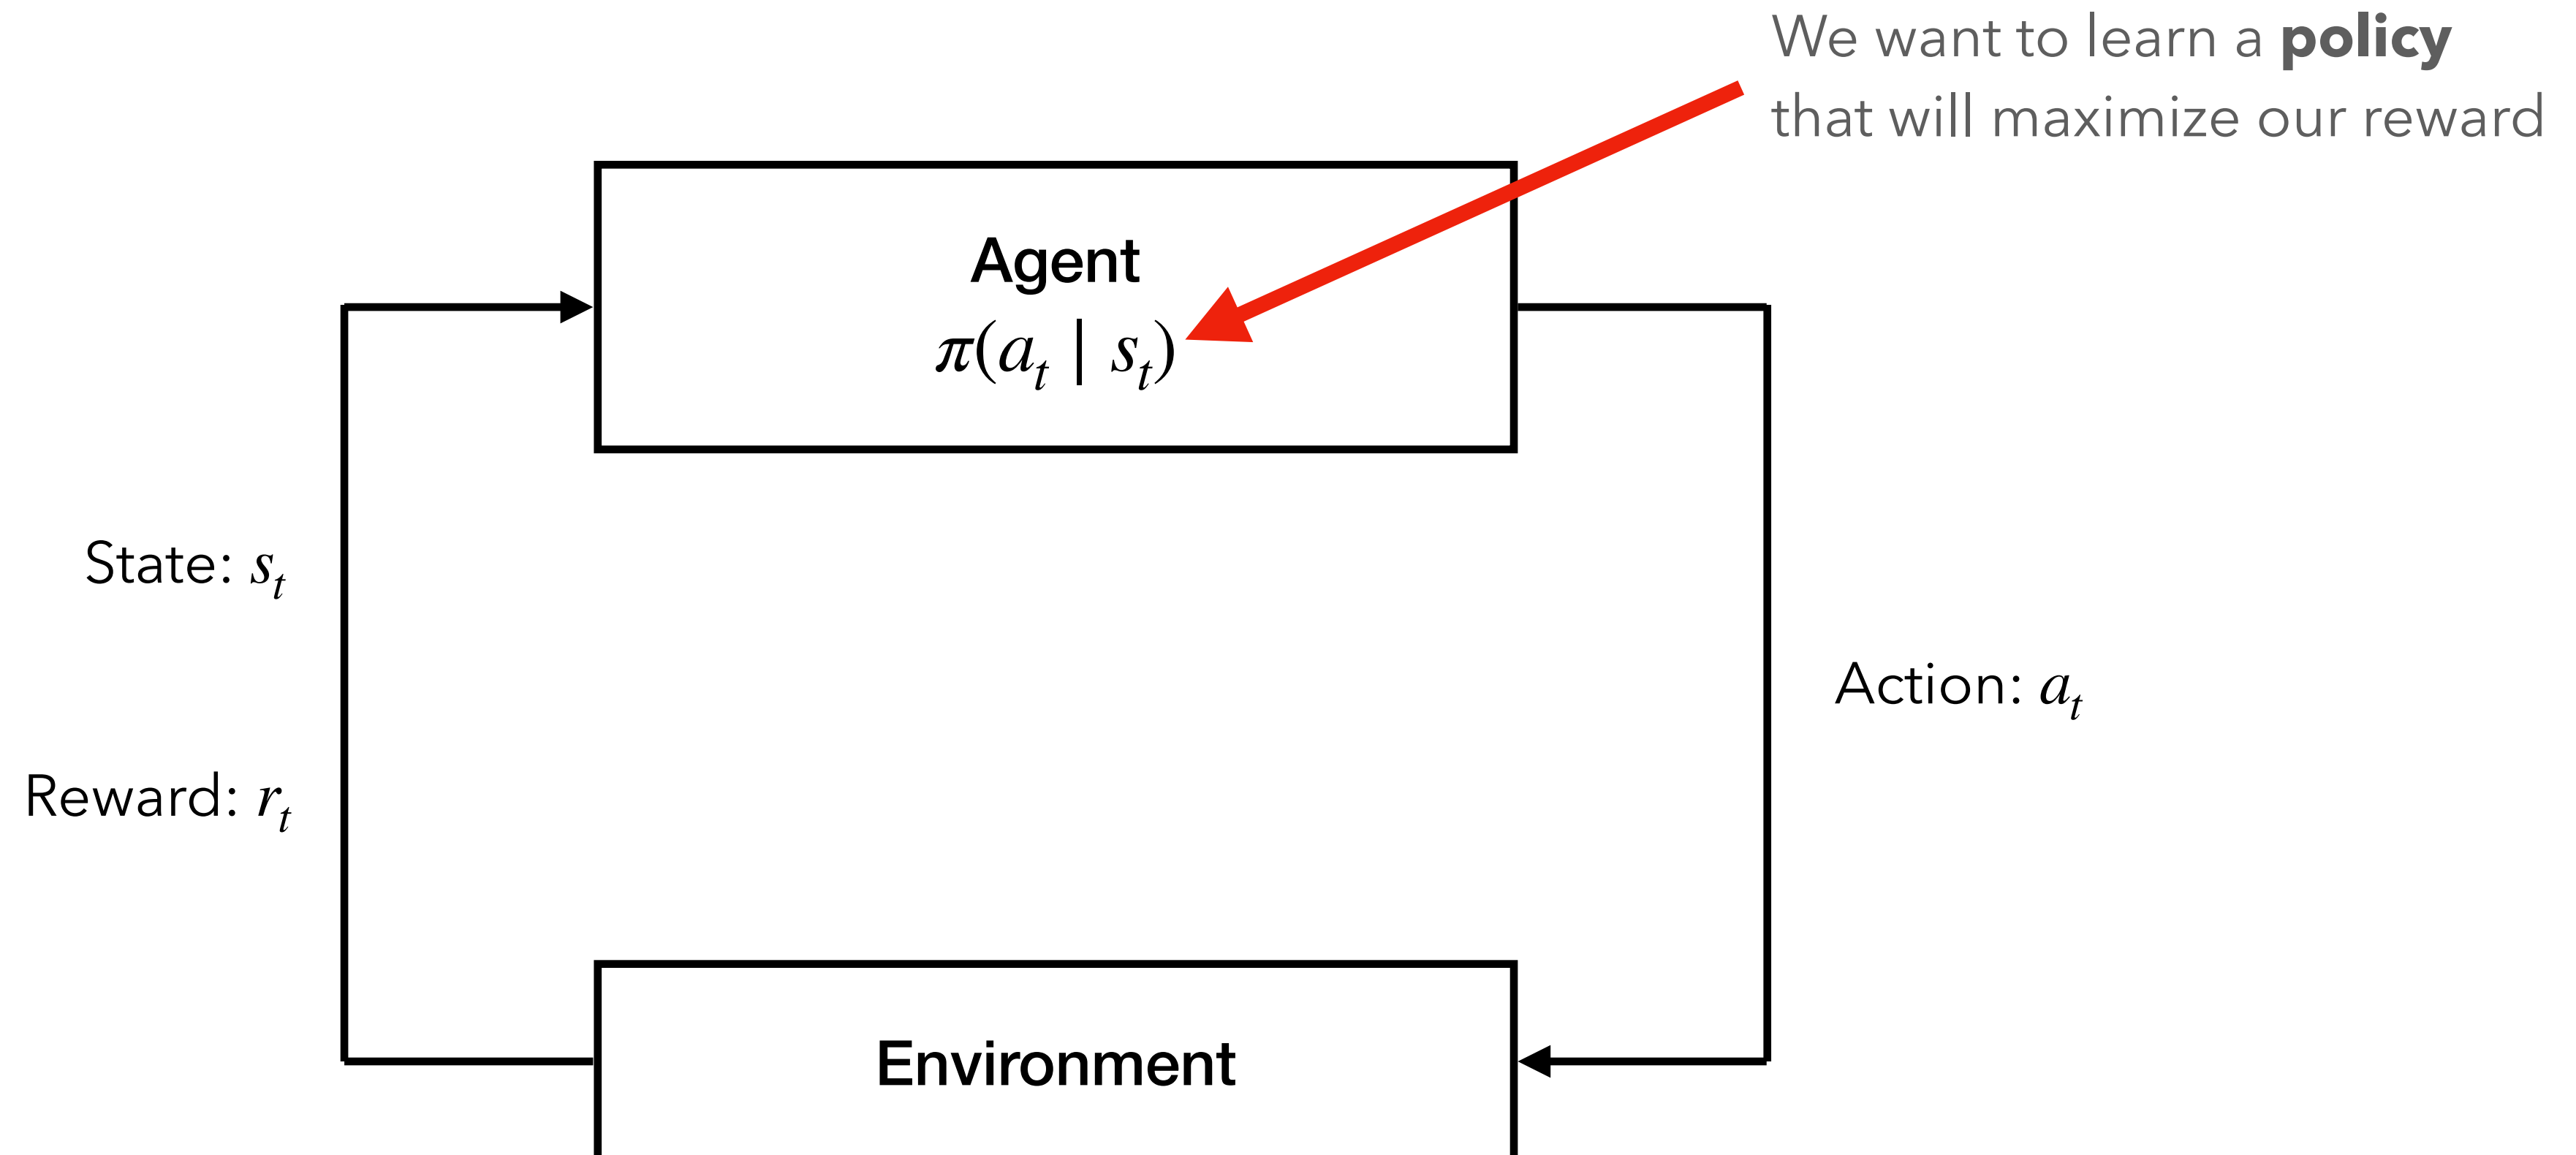 We want to learn a policy
that will maximize our reward
Agent
π(a_t | s_t)
State: s_t
Action: a_t
Reward: r_t
Environment